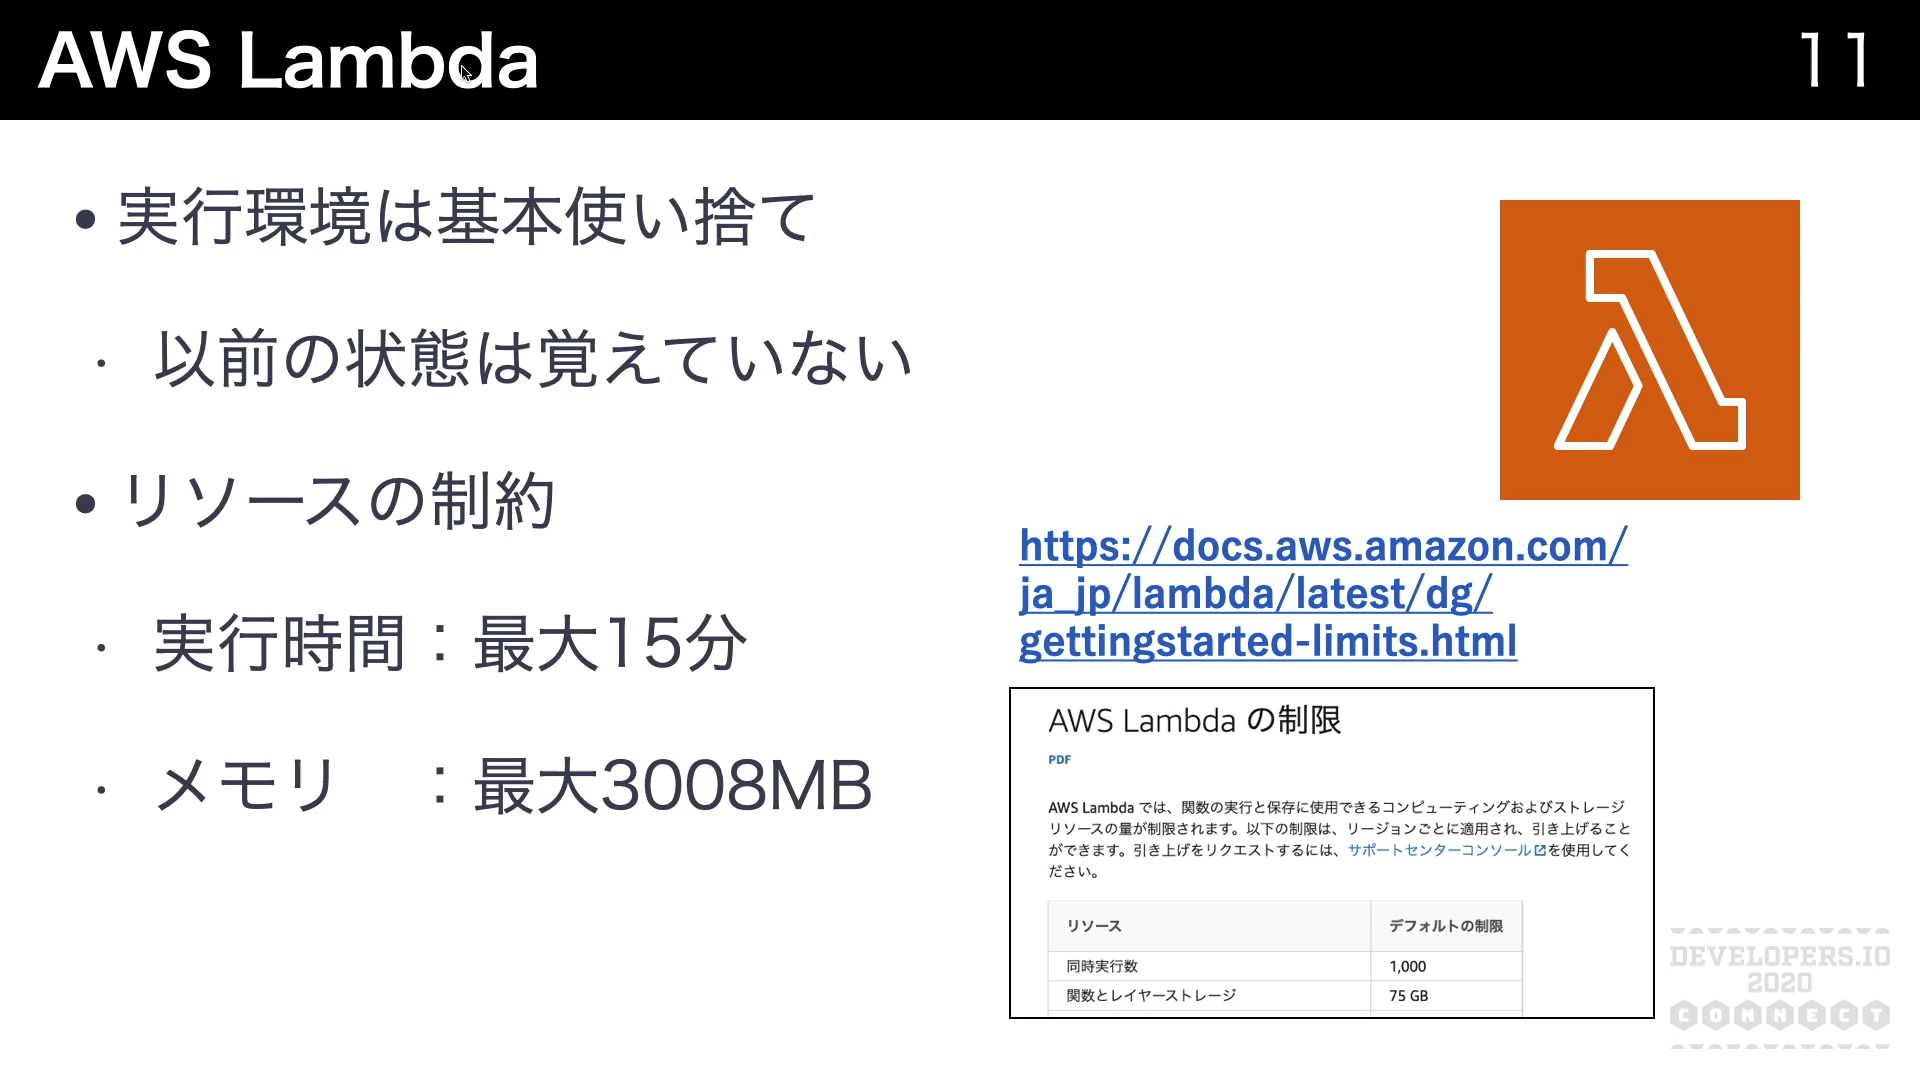 AWS Lambda
11
• 実行環境は基本使い捨て
・ 以前の状態は覚えていない
• リソースの制約
・ 実行時間：最大15分
・ メモリ　：最大3008MB
https://docs.aws.amazon.com/
ja_jp/lambda/latest/dg/
gettingstarted-limits.html
AWS Lambda の制限
PDF
AWS Lambda では、関数の実行と保存に使用できるコンピューティングおよびストレージ
リソースの量が制限されます。以下の制限は、リージョンごとに適用され、引き上げること
ができます。引き上げをリクエストするには、サポートセンターコンソールを使用してく
ださい。
リソース デフォルトの制限
同時実行数 1,000
関数とレイヤーストレージ 75 GB
DEVELOPERS.IO
2020
CONNECT